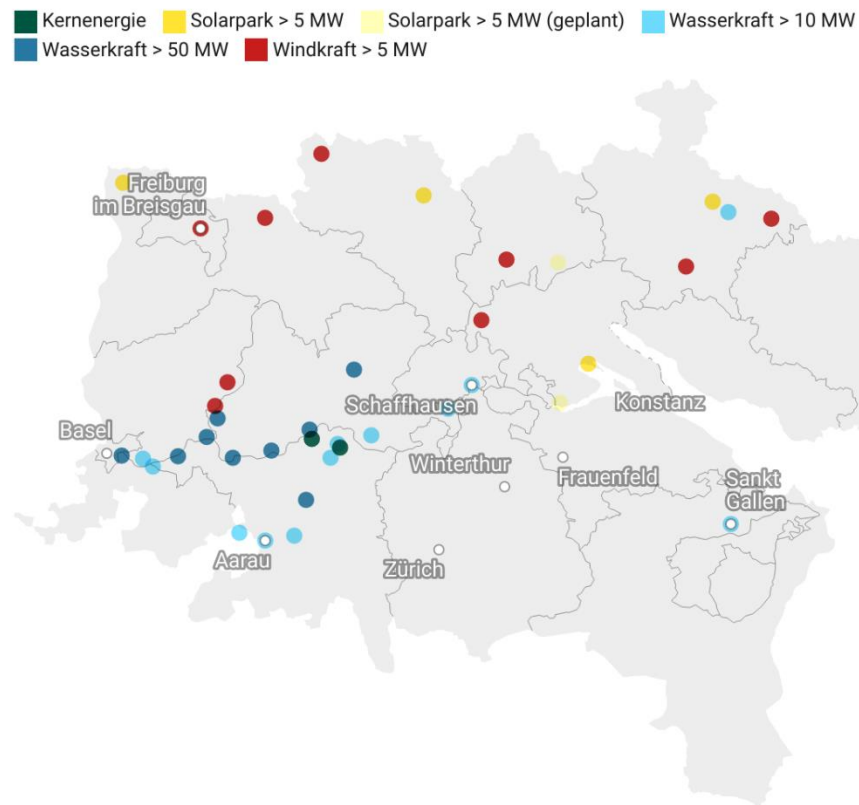 Kernenergie Solarpark > 5 MW Solarpark > 5 MW (geplant) Wasserkraft > 10 MW
Wasserkraft > 50 MW Windkraft > 5 MW
Freiburg
im Breisgau
Schaffhausen
Konstanz
Basel
Winterthur
Frauenfeld
Sankt
Gallen
Aarau
Zürich